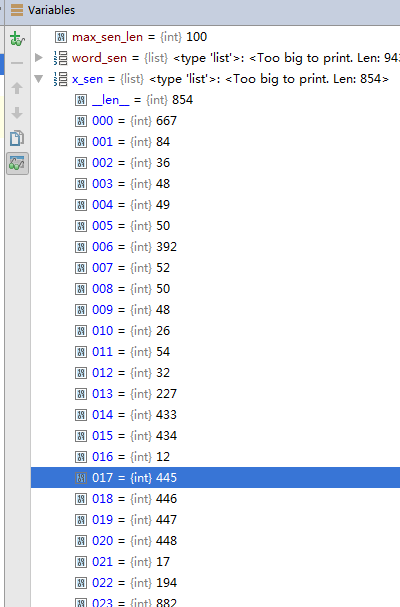 Variables
max_sen_len = {int} 100
word_sen = {list} <type 'list'>: <Too big to print. Len: 943
x_sen = {list} <type 'list'>: <Too big to print. Len: 854>
__len__ = {int} 854
000 = {int} 667
001 = {int} 84
002 = {int} 36
003 = {int} 48
004 = {int} 49
005 = {int} 50
006 = {int} 392
007 = {int} 52
008 = {int} 50
009 = {int} 48
010 = {int} 26
011 = {int} 54
012 = {int} 32
013 = {int} 227
014 = {int} 433
015 = {int} 434
016 = {int} 12
017 = {int} 445
018 = {int} 446
019 = {int} 447
020 = {int} 448
021 = {int} 17
022 = {int} 194
023 = {int} 882